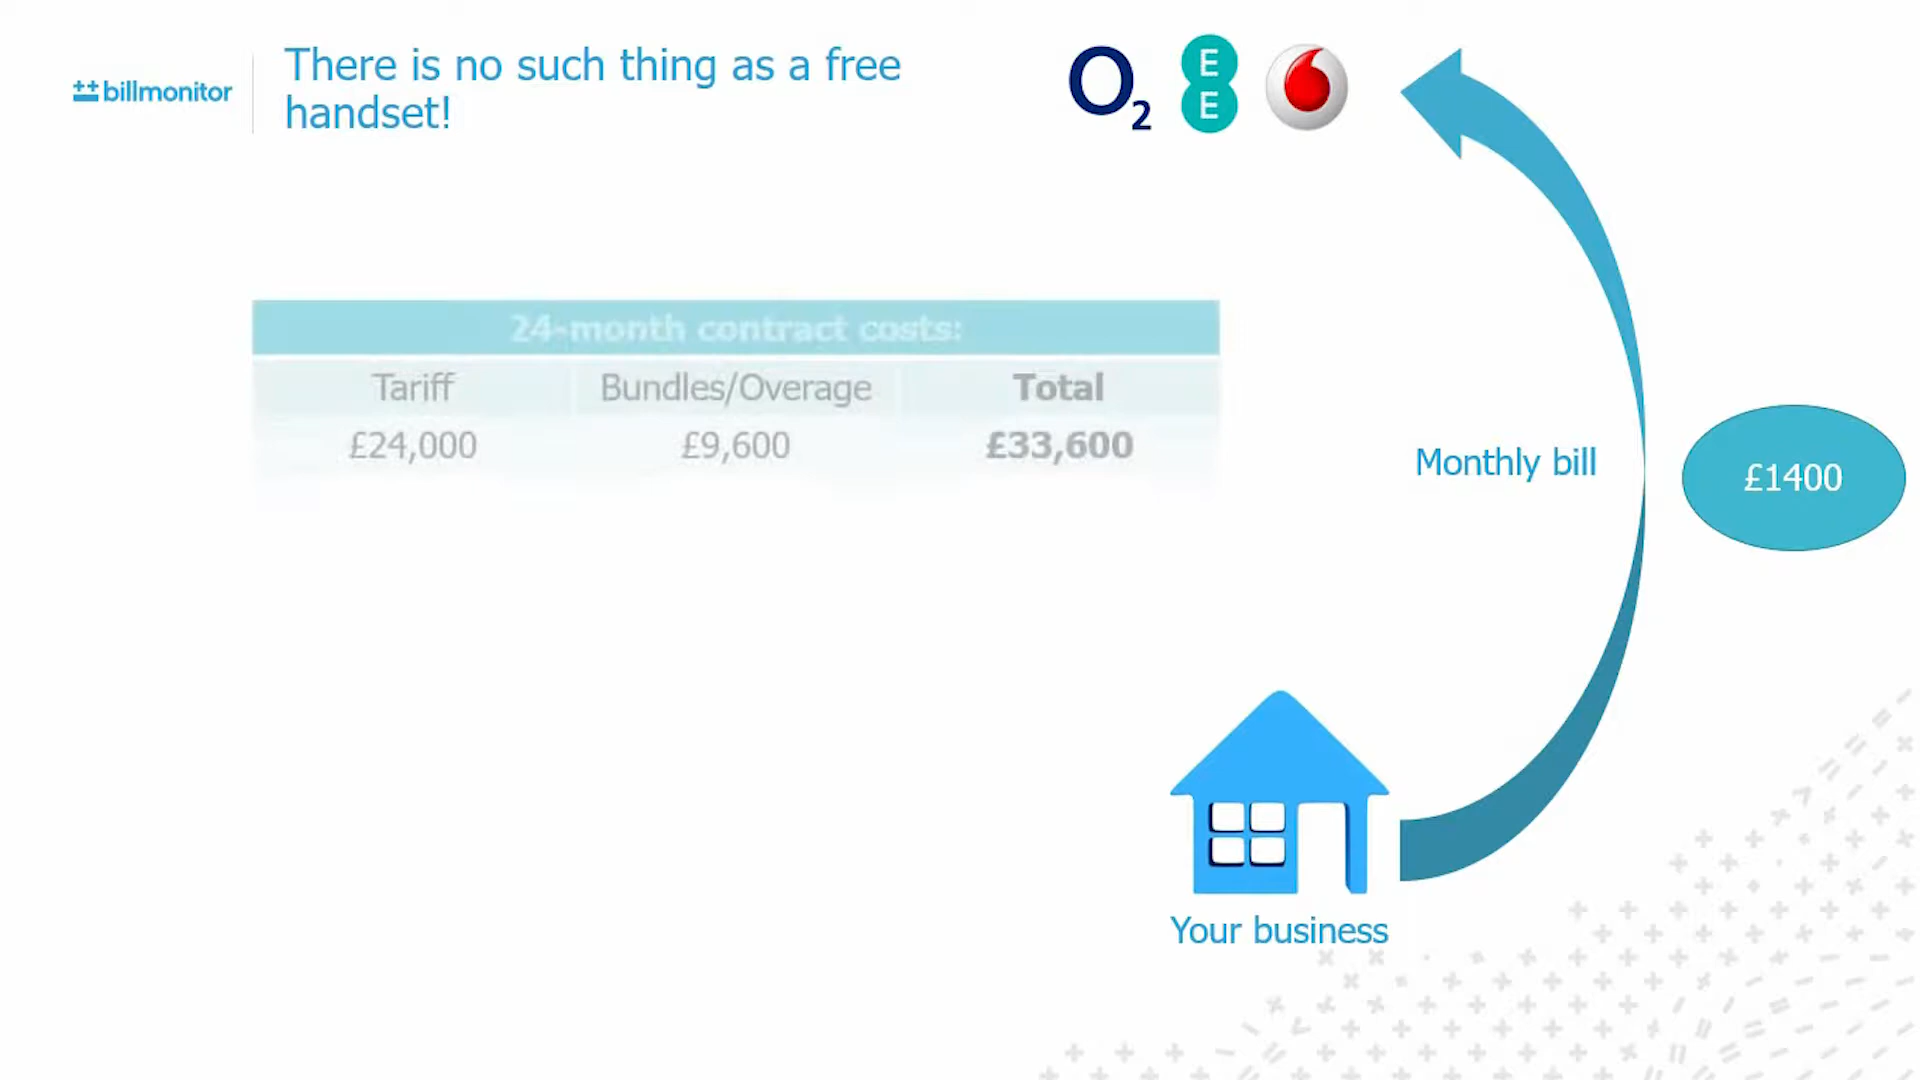 billmonitor
There is no such thing as a free
handset!
O2
E
E
24-month contract costs:
Tariff Bundles/Overage Total
£24,000 £9,600 £33,600
Monthly bill
£1400
Your business